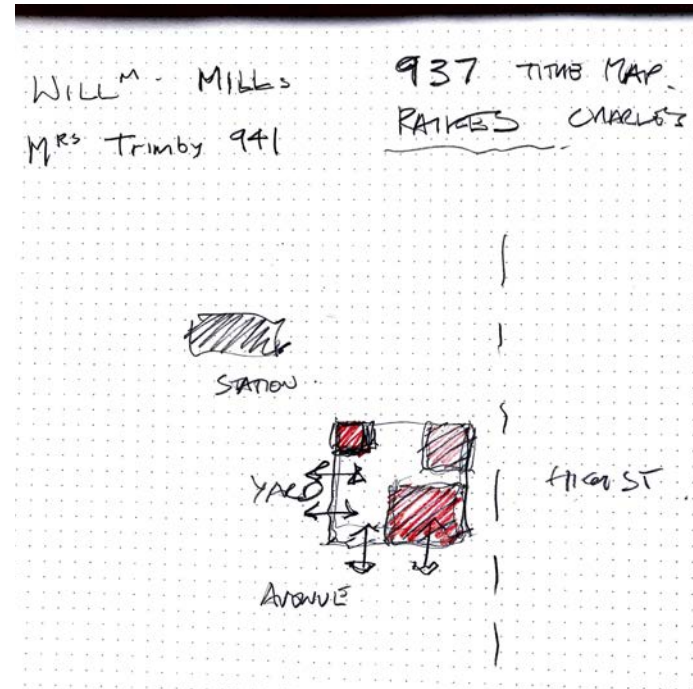 WILLᴹ. MILLS
937 TITHE MAP.
MRS Trimby 941
RAIKES CHARLES
STATION
YARD
HIGH ST
AVENUE